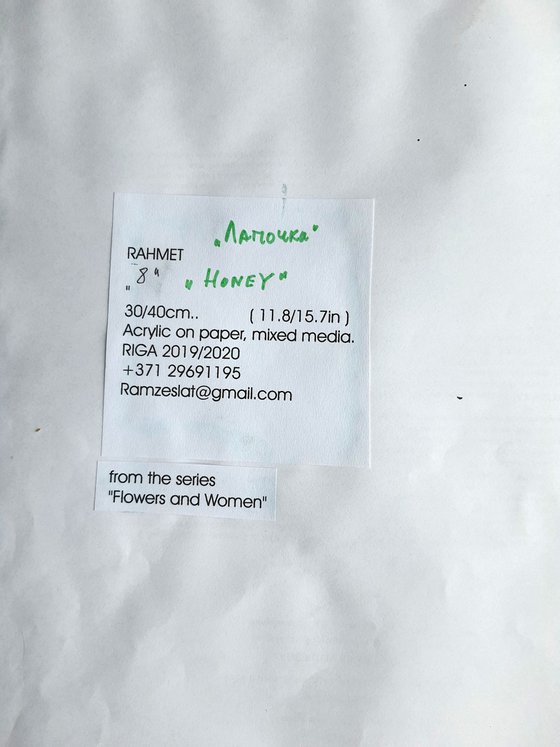 „Лапочка"
RAHMET
" 8 " „ HONEY "
30/40cm.. ( 11.8/15.7in )
Acrylic on paper, mixed media.
RIGA 2019/2020
+371 29691195
Ramzeslat@gmail.com
from the series
"Flowers and Women"